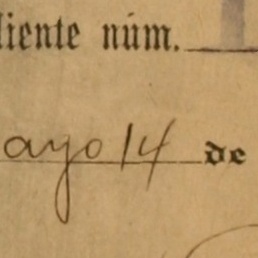 diente núm.
ayo 14 de